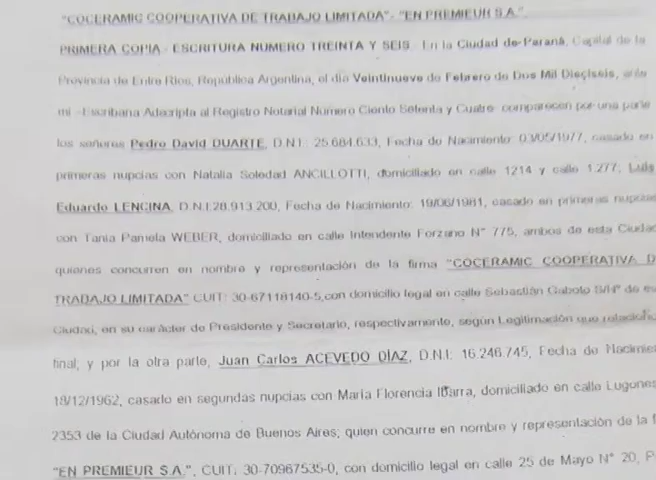 "COCERAMIC COOPERATIVA DE TRABAJO LIMITADA"- "EN PREMIEUR S.A.".
PRIMERA COPIA.- ESCRITURA NUMERO TREINTA Y SEIS.- En la Ciudad de Paraná, Capital de la
Provincia de Entre Rios, República Argentina, el día Veintinueve de Febrero de Dos Mil Dieciseis, ante
mi.- Escribana Adscripta al Registro Notarial Número Ciento Setenta y Cuatro- comparecen por una parte
los señores Pedro David DUARTE, D.N.I.: 25.684.633, Fecha de Nacimiento: 03/05/1977, casado en
primeras nupcias con Natalia Soledad ANCILLOTTI, domiciliado en calle 1214 y calle 1.277; Luis
Eduardo LENCINA, D.N.I.28.913.200, Fecha de Nacimiento: 19/06/1981, casado en primeras nupcias
con Tania Pamela WEBER, domiciliado en calle Intendente Forzano N° 775, ambos de esta Ciudad
quienes concurren en nombre y representación de la firma "COCERAMIC COOPERATIVA D
TRABAJO LIMITADA" CUIT: 30-67118140-5,con domicilio legal en calle Sebastián Gaboto S/Nº de es
Ciudad, en su carácter de Presidente y Secretario, respectivamente, según Legitimación que relaciona
final; y por la otra parte, Juan Carlos ACEVEDO DÍAZ, D.N.I: 16.246.745, Fecha de Nacimie
18/12/1962, casado en segundas nupcias con María Florencia Ibarra, domiciliado en calle Lugones
2353 de la Ciudad Autónoma de Buenos Aires; quien concurre en nombre y representación de la f
"EN PREMIEUR S.A.", CUIT: 30-70967535-0, con domicilio legal en calle 25 de Mayo N° 20, P